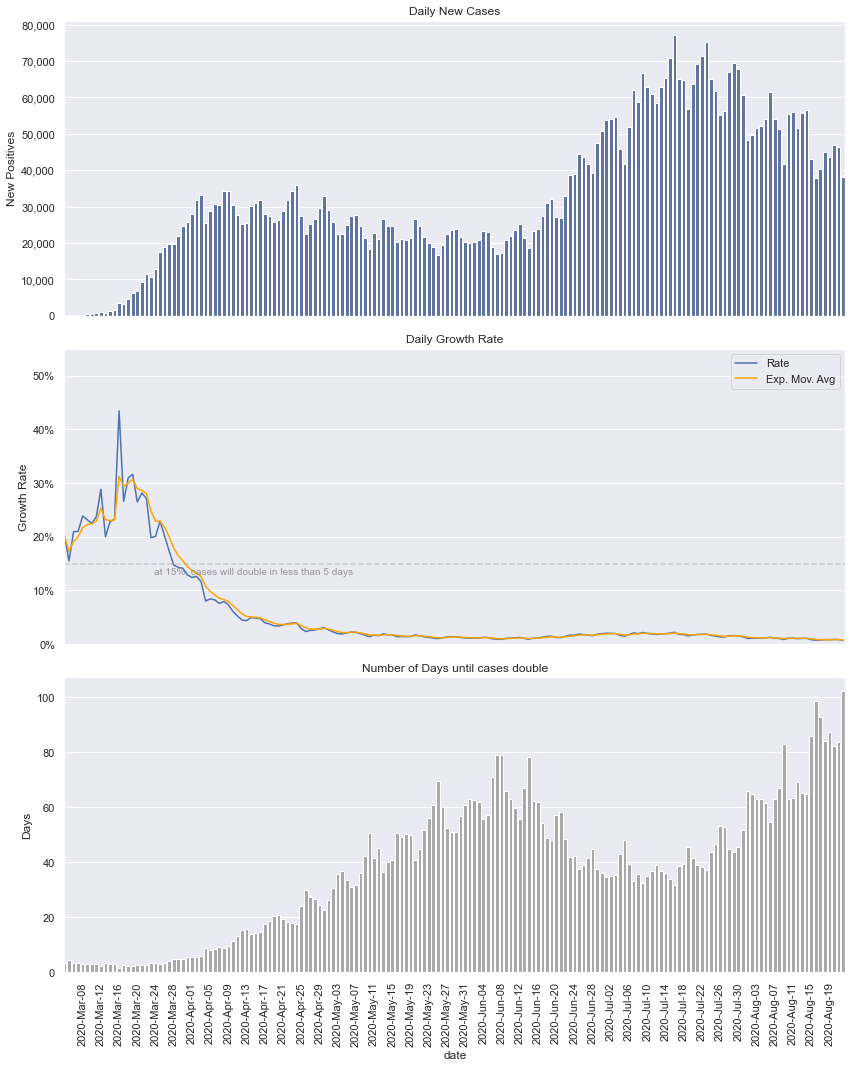 Daily New Cases
80,000
70,000
60,000
50,000
40,000
30,000
20,000
10,000
0
New Positives
Daily Growth Rate
50%
40%
30%
20%
10%
0%
Growth Rate
Rate
Exp. Mov. Avg
at 15%, cases will double in less than 5 days
Number of Days until cases double
100
80
60
40
20
0
Days
2020-Mar-08
2020-Mar-12
2020-Mar-16
2020-Mar-20
2020-Mar-24
2020-Mar-28
2020-Apr-01
2020-Apr-05
2020-Apr-09
2020-Apr-13
2020-Apr-17
2020-Apr-21
2020-Apr-25
2020-Apr-29
2020-May-03
2020-May-07
2020-May-11
2020-May-15
2020-May-19
2020-May-23
2020-May-27
2020-May-31
2020-Jun-04
2020-Jun-08
2020-Jun-12
2020-Jun-16
2020-Jun-20
2020-Jun-24
2020-Jun-28
2020-Jul-02
2020-Jul-06
2020-Jul-10
2020-Jul-14
2020-Jul-18
2020-Jul-22
2020-Jul-26
2020-Jul-30
2020-Aug-03
2020-Aug-07
2020-Aug-11
2020-Aug-15
2020-Aug-19
date